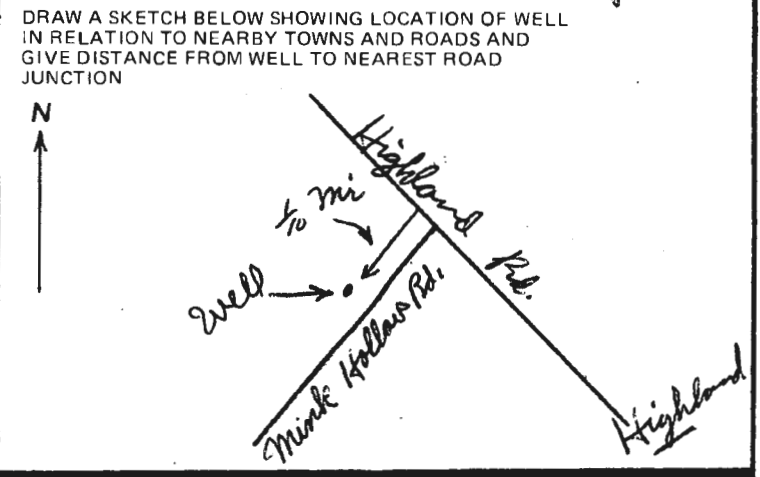 DRAW A SKETCH BELOW SHOWING LOCATION OF WELL
IN RELATION TO NEARBY TOWNS AND ROADS AND
GIVE DISTANCE FROM WELL TO NEAREST ROAD
JUNCTION
N
Highland Rd.
1/10 Mi
Well
Mink Hollow Rd.
Highland